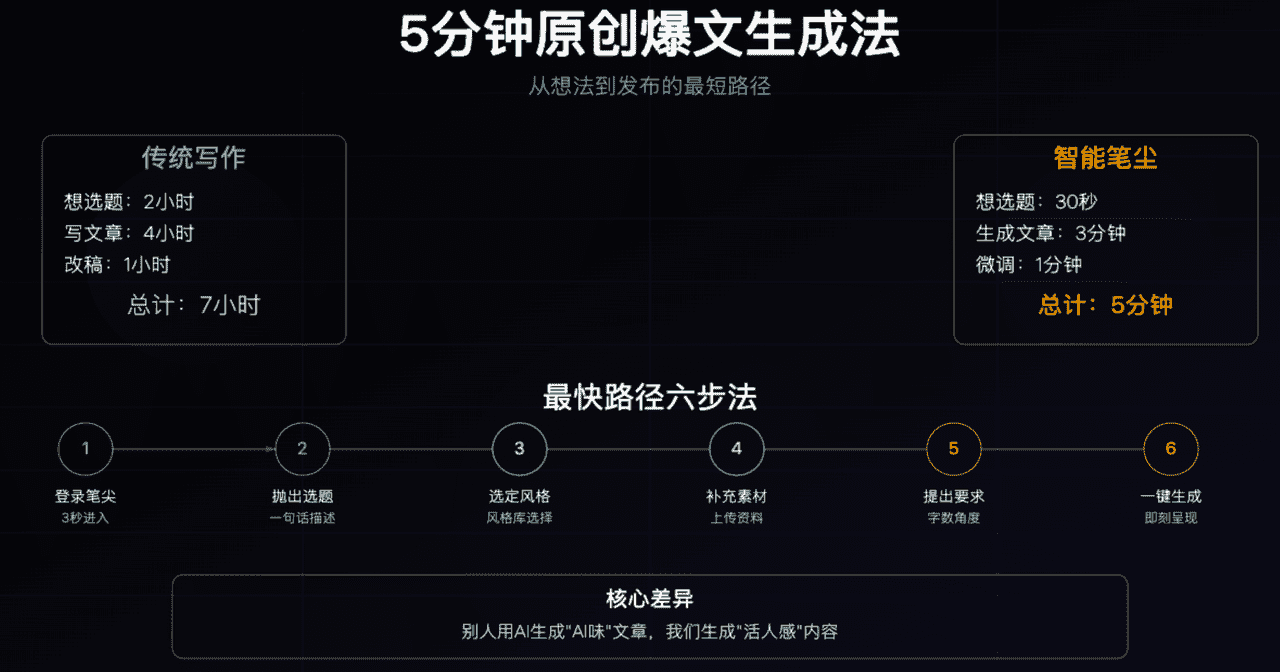 5分钟原创爆文生成法
从想法到发布的最短路径
传统写作
想选题：2小时
写文章：4小时
改稿：1小时
总计：7小时
智能笔尘
想选题：30秒
生成文章：3分钟
微调：1分钟
总计：5分钟
最快路径六步法
1
登录笔尖
3秒进入
2
抛出选题
一句话描述
3
选定风格
风格库选择
4
补充素材
上传资料
5
提出要求
字数角度
6
一键生成
即刻呈现
核心差异
别人用AI生成"AI味"文章，我们生成"活人感"内容